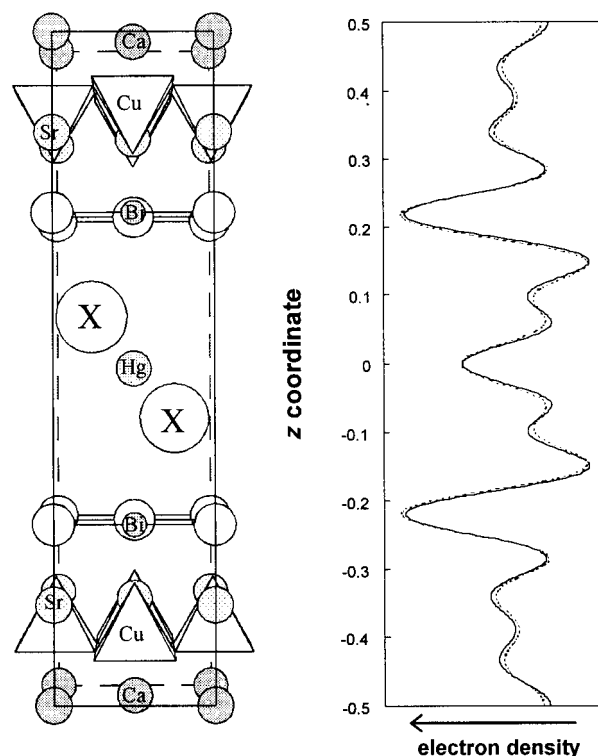 Ca
Cu
Sr
Bi
X
Hg
X
Bi
Sr
Cu
Ca
z coordinate
0.5
0.4
0.3
0.2
0.1
0
-0.1
-0.2
-0.3
-0.4
-0.5
electron density